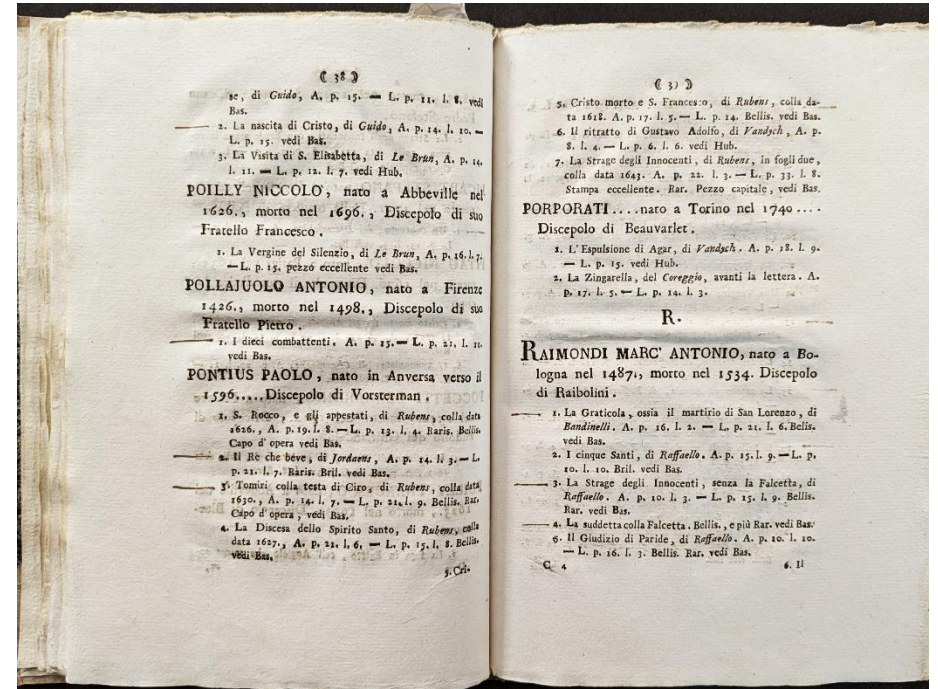 ( 38 )
se, di Guido, A. p. 15. — L. p. 11. l. 8. vedi
Bas.
2. La nascita di Cristo, di Guido, A. p. 14. l. 10. —
L. p. 15. vedi Bas.
3. La Visita di S. Elisabetta, di Le Brun, A. p. 14.
l. 11. — L. p. 12. l. 7. vedi Hub.
POILLY NICCOLO', nato a Abbeville nel
1626., morto nel 1696., Discepolo di suo
Fratello Francesco.
1. La Vergine del Silenzio, di Le Brun, A. p. 16. l. 7.
— L. p. 15. pezzo eccellente vedi Bas.
POLLAJUOLO ANTONIO, nato a Firenze
1426., morto nel 1498., Discepolo di suo
Fratello Pietro.
1. I dieci combattenti. A. p. 15. — L. p. 21. l. 11.
vedi Bas.
PONTIUS PAOLO, nato in Anversa verso il
1596.....Discepolo di Vorsterman.
1. S. Rocco, e gli appestati, di Rubens, colla data
1626., A. p. 19. l. 8. — L. p. 13. l. 4. Raris. Bellis.
Capo d'opera vedi Bas.
2. Il Re che beve, di Jordaens, A. p. 14. l. 3. — L.
p. 21. l. 7. Raris. Bril. vedi Bas.
3. Tomiri colla testa di Ciro, di Rubens, colla data
1630., A. p. 14. l. 7. — L. p. 21. l. 9. Bellis. Rar.
Capo d'opera, vedi Bas.
4. La Discesa dello Spirito Santo, di Rubens, colla
data 1627., A. p. 21. l. 6. — L. p. 15. l. 8. Bellis.
vedi Bas.
5. Cri-
( 39 )
5. Cristo morto e S. Francesco, di Rubens, colla da-
ta 1618. A. p. 17. l. 5. — L. p. 14. Bellis. vedi Bas.
6. Il ritratto di Gustavo Adolfo, di Vandych, A. p.
8. l. 4. — L. p. 6. l. 6. vedi Hub.
7. La Strage degli Innocenti, di Rubens, in fogli due,
colla data 1643. A. p. 22. l. 3. — L. p. 33. l. 8.
Stampa eccellente. Rar. Pezzo capitale, vedi Bas.
PORPORATI....nato a Torino nel 1740....
Discepolo di Beauvarlet.
1. L'Espulsione di Agar, di Vandych. A. p. 18. l. 9.
— L. p. 15. vedi Hub.
2. La Zingarella, del Coreggio, avanti la lettera. A.
p. 17. l. 5. — L. p. 14. l. 3.
R.
RAIMONDI MARC' ANTONIO, nato a Bo-
logna nel 1487., morto nel 1534. Discepolo
di Raibolini.
1. La Graticola, ossia il martirio di San Lorenzo, di
Bandinelli. A. p. 16. l. 2. — L. p. 21. l. 6. Belis.
vedi Bas.
2. I cinque Santi, di Raffaello. A. p. 15. l. 9. — L. p.
10. l. 10. Bril. vedi Bas.
3. La Strage degli Innocenti, senza la Falcetta, di
Raffaello. A. p. 10. l. 3. — L. p. 15. l. 9. Bellis.
Rar. vedi Bas.
4. La suddetta colla Falcetta. Bellis., e più Rar. vedi Bas.
5. Il Giudizio di Paride, di Raffaello. A. p. 10. l. 10.
— L. p. 16. l. 3. Bellis. Rar. vedi Bas.
C 4 6. Il